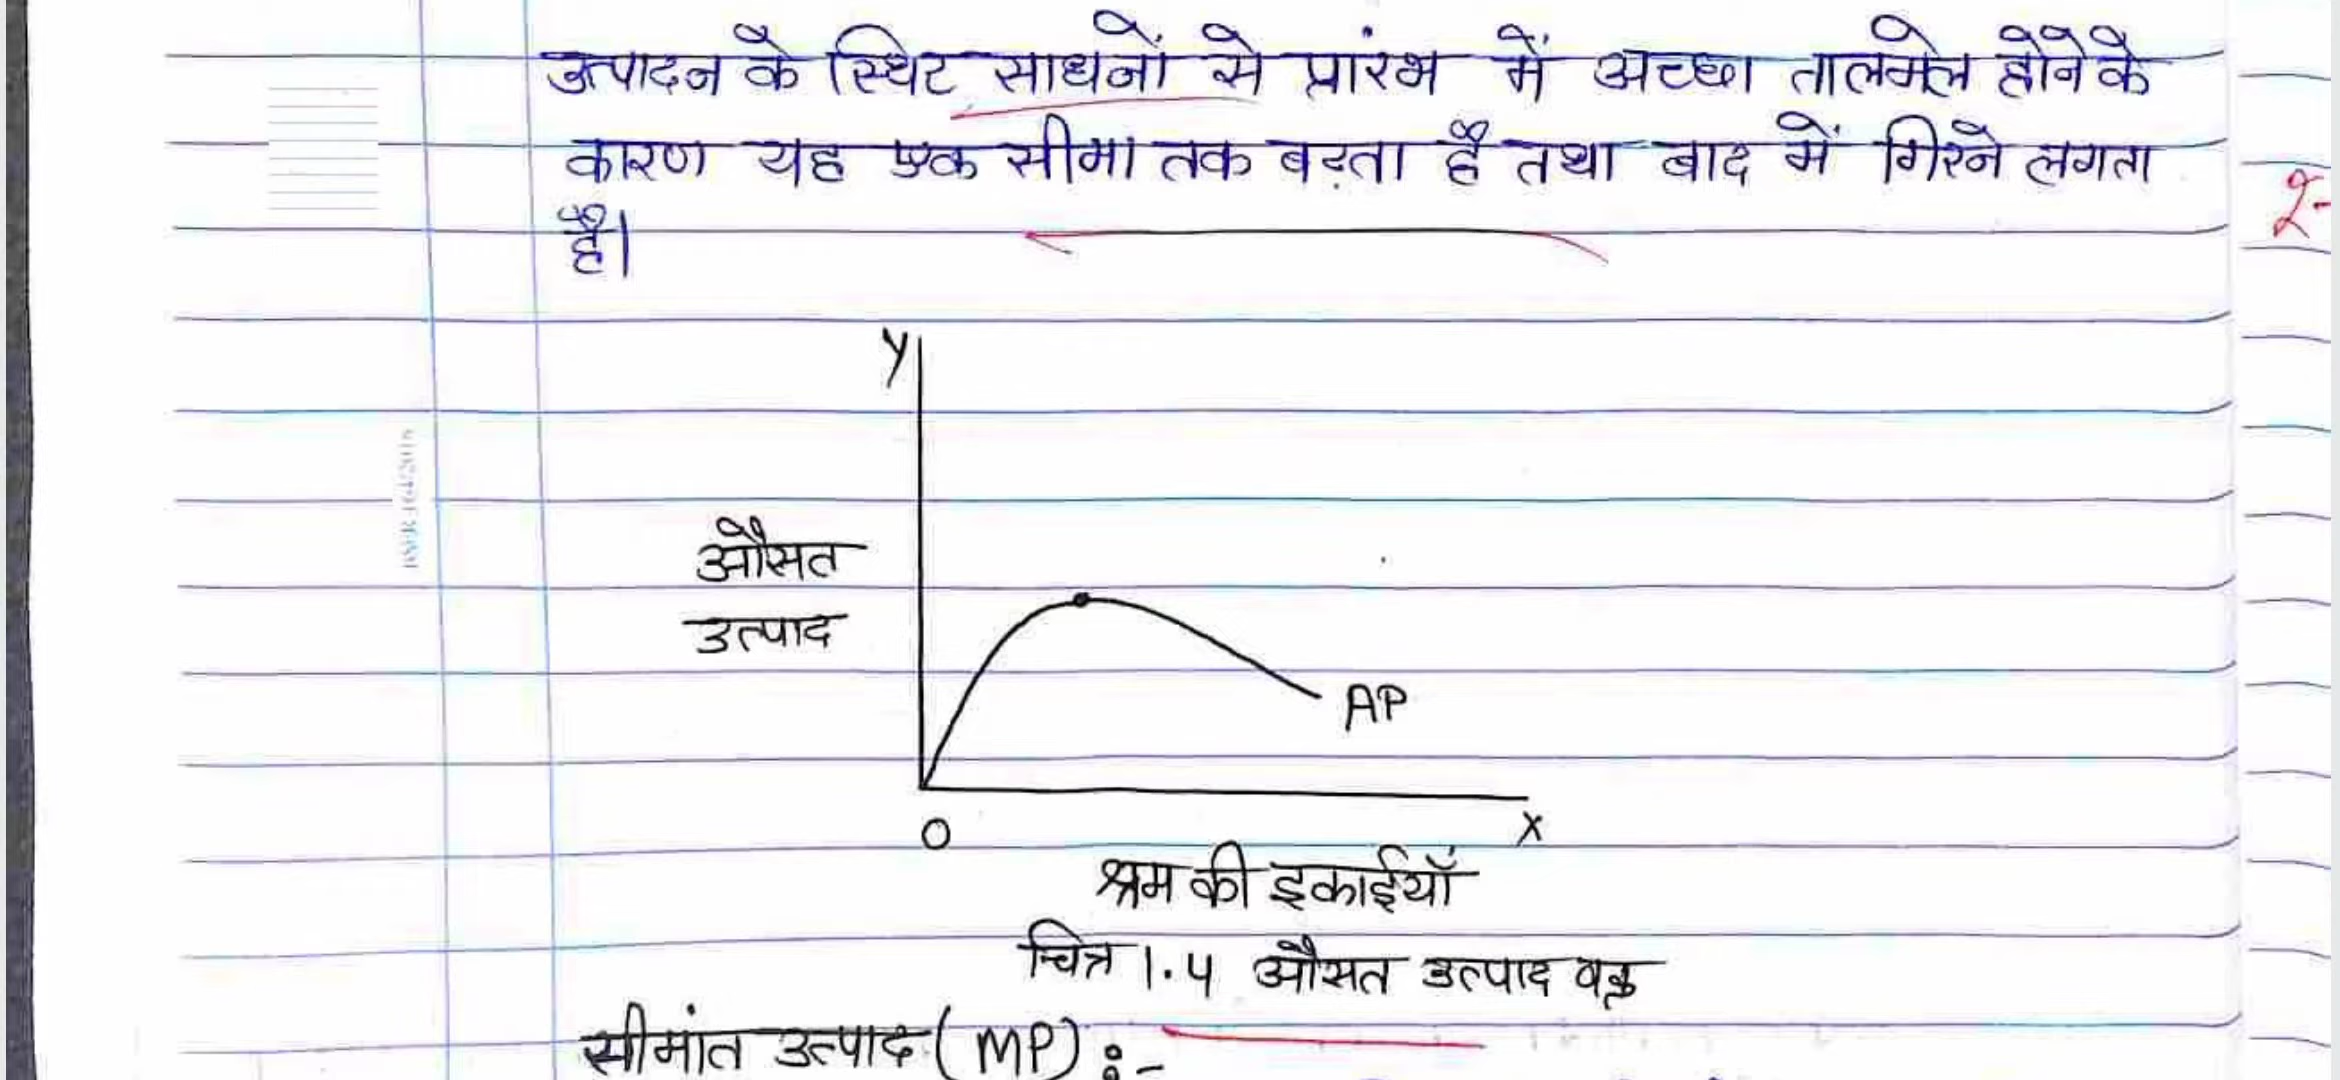 उत्पादन के स्थिर साधनों से प्रारंभ में अच्छा तालमेल होने के
कारण यह एक सीमा तक बढ़ता है तथा बाद में गिरने लगता
है।
2-
Y
औसत
उत्पाद
AP
O
X
श्रम की इकाईयाँ
चित्र 1.4 औसत उत्पाद वक्र
सीमांत उत्पाद (MP) :-